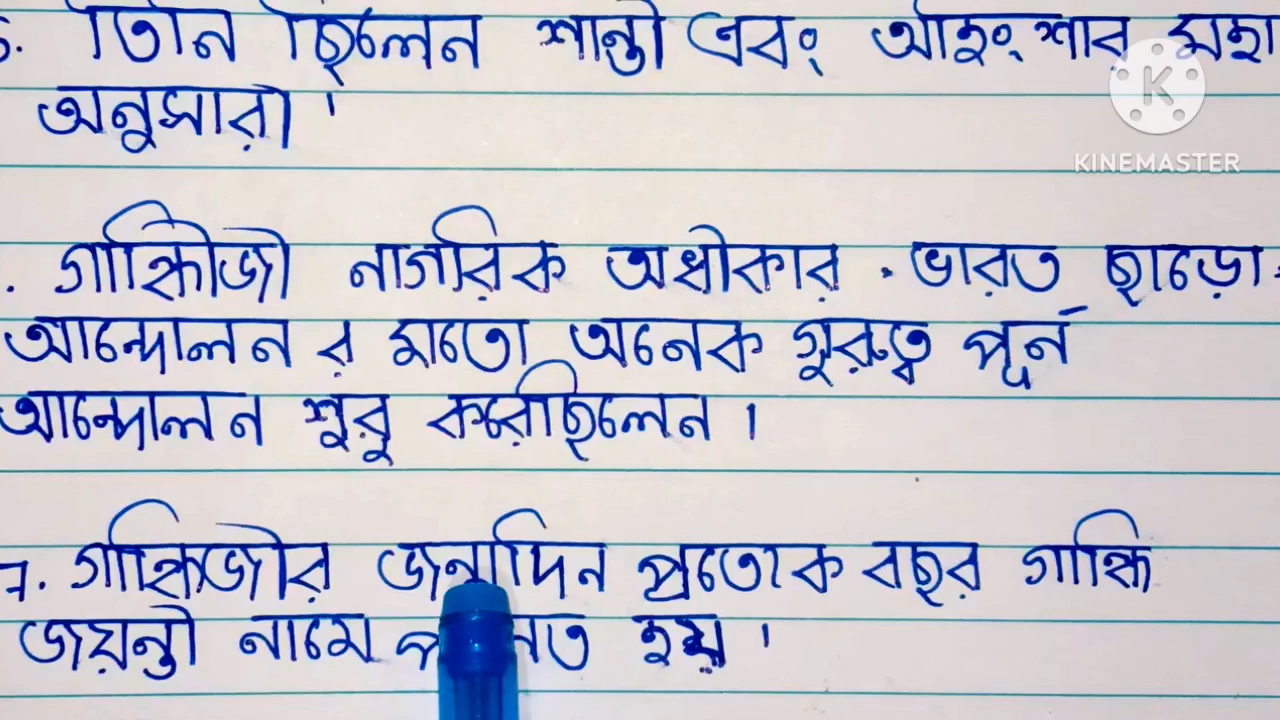 তিনি ছিলেন শান্তী এবং অহিংশার মহা
অনুসারী ।
KINEMASTER
. গান্ধিীজী নাগরিক অধীকার . ভারত ছাড়ো
আন্দোলন র মতো অনেক গুরুত্ব পূর্ন
আন্দোলন শুরু করেছিলেন ।
7. গান্ধিজীর জন্মদিন প্রত্যেক বছর গান্ধি
জয়ন্তী নামে হয় ।